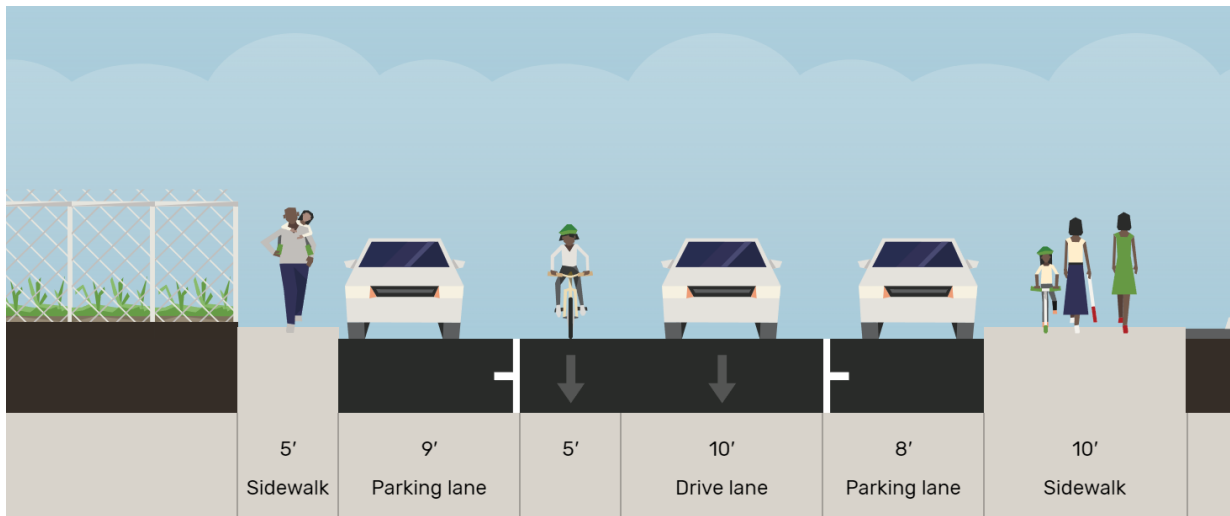 5′ 9′ 5′ 10′ 8′ 10′
Sidewalk Parking lane Drive lane Parking lane Sidewalk